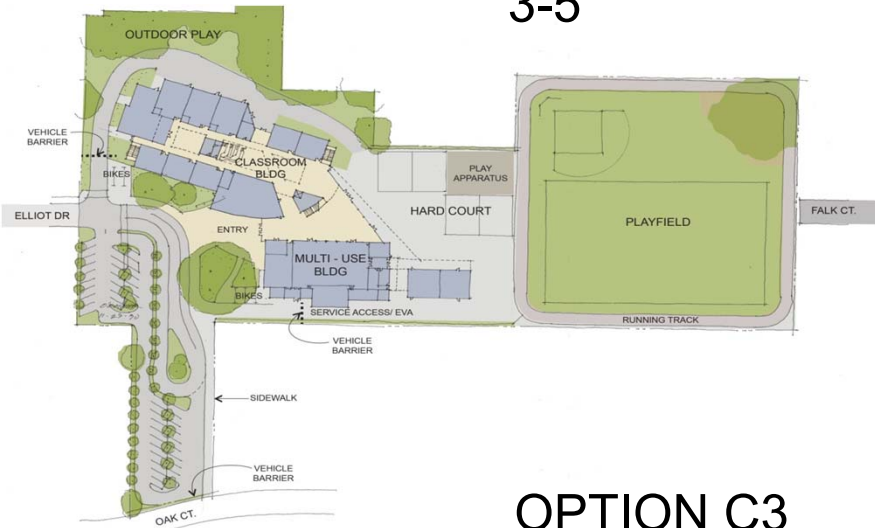 3-5
OUTDOOR PLAY
VEHICLE
BARRIER
BIKES
CLASSROOM
BLDG
PLAY
APPARATUS
ELLIOT DR
HARD COURT
FALK CT.
PLAYFIELD
ENTRY
MULTI - USE
BLDG
BIKES
SERVICE ACCESS/ EVA
RUNNING TRACK
VEHICLE
BARRIER
SIDEWALK
VEHICLE
BARRIER
OAK CT.
OPTION C3